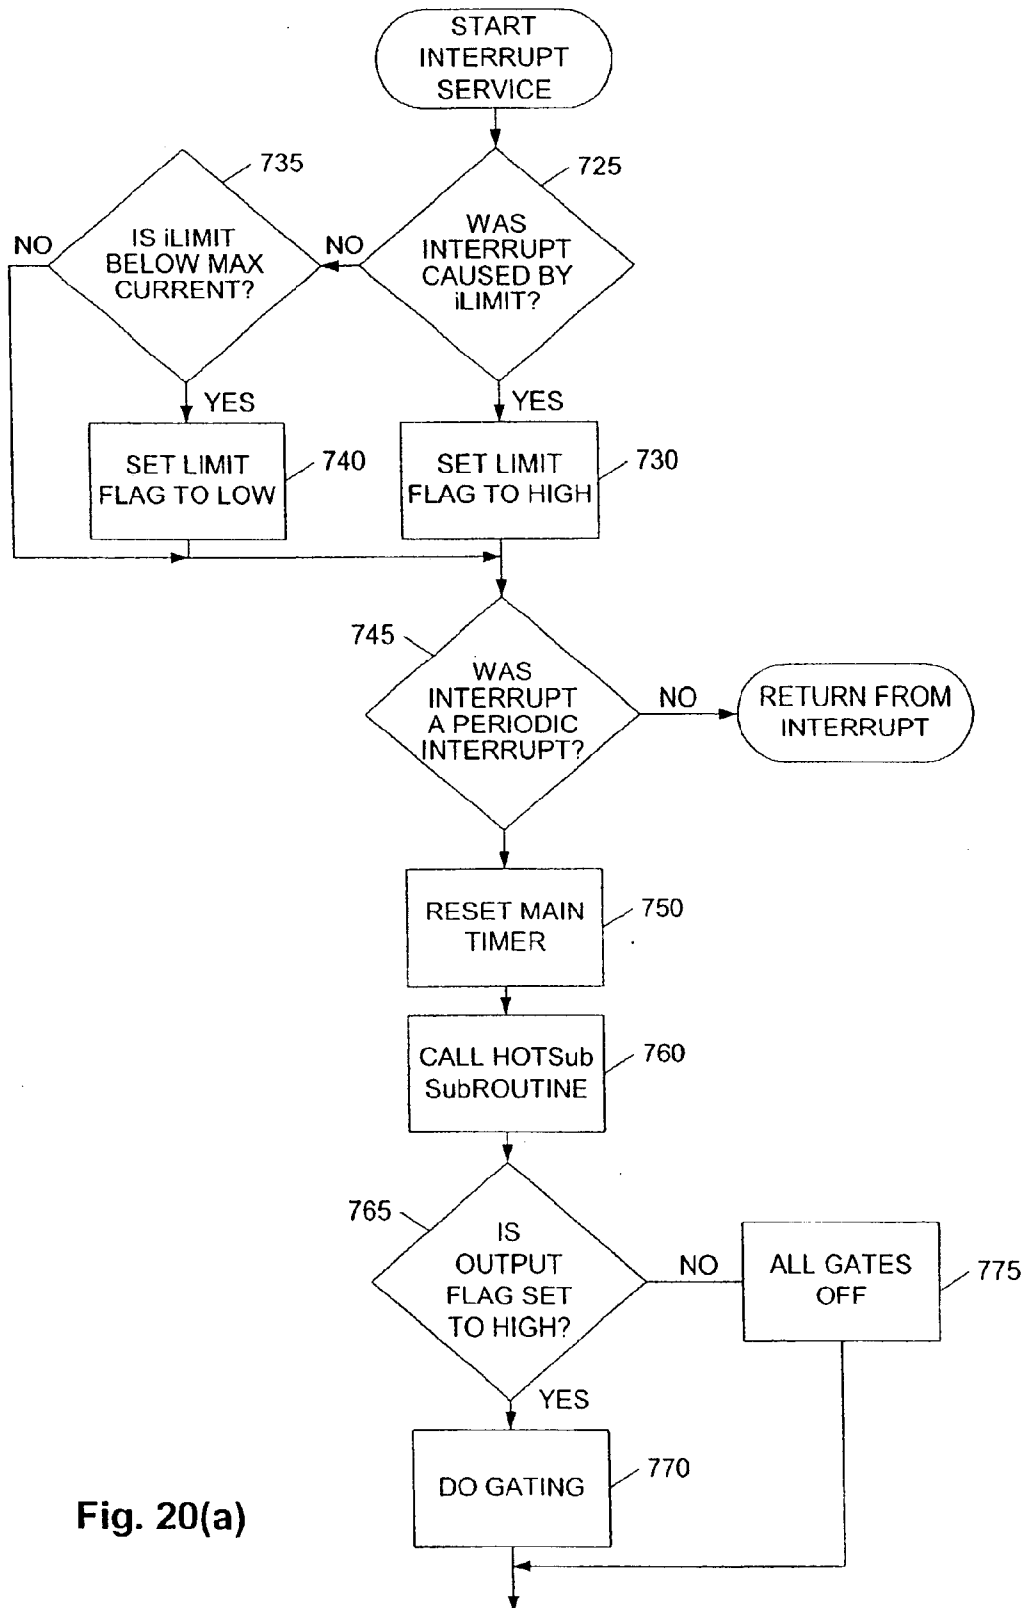 START
INTERRUPT
SERVICE
735
725
NO
IS iLIMIT
BELOW MAX
CURRENT?
NO
WAS
INTERRUPT
CAUSED BY
iLIMIT?
YES
YES
SET LIMIT
FLAG TO LOW
740
SET LIMIT
FLAG TO HIGH
730
745
WAS
INTERRUPT
A PERIODIC
INTERRUPT?
NO
RETURN FROM
INTERRUPT
RESET MAIN
TIMER
750
CALL HOTSub
SubROUTINE
760
765
IS
OUTPUT
FLAG SET
TO HIGH?
NO
ALL GATES
OFF
775
YES
DO GATING
770
Fig. 20(a)